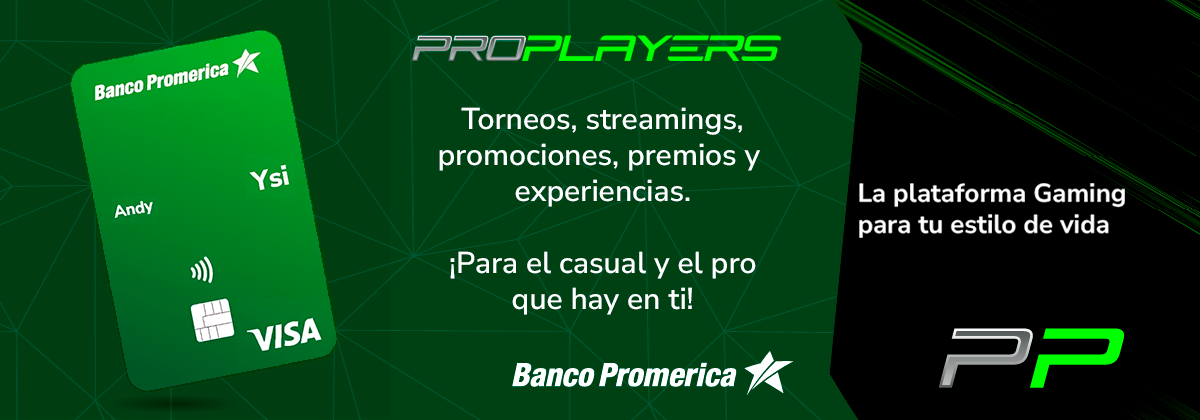 Banco Promerica
Ysi
Andy
VISA
PROPLAYERS
Torneos, streamings,
promociones, premios y
experiencias.
¡Para el casual y el pro
que hay en ti!
Banco Promerica
La plataforma Gaming
para tu estilo de vida
PP